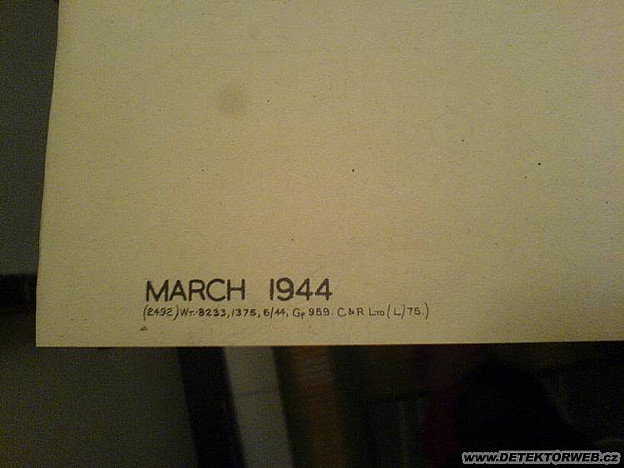 MARCH 1944
(2492) WT. 8233, 1375, 6/44, Gp 959. C & R LTD (L/75.)
www.DETEKTORWEB.cz